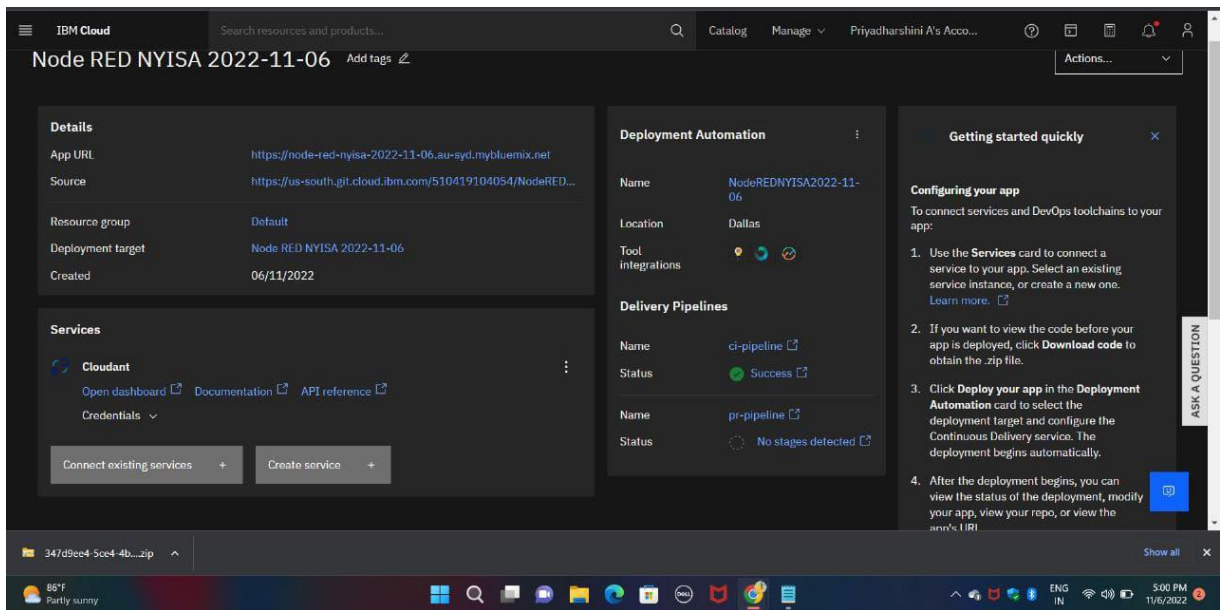 IBM Cloud
Search resources and products...
Catalog
Manage
Priyadharshini A's Acco...
Node RED NYISA 2022-11-06
Add tags
Actions...
Details
App URL
https://node-red-nyisa-2022-11-06.au-syd.mybluemix.net
Source
https://us-south.git.cloud.ibm.com/510419104054/NodeRED...
Resource group
Default
Deployment target
Node RED NYISA 2022-11-06
Created
06/11/2022
Services
Cloudant
Open dashboard
Documentation
API reference
Credentials
Connect existing services +
Create service +
Deployment Automation
Name
NodeREDNYISA2022-11-
06
Location
Dallas
Tool
integrations
Delivery Pipelines
Name
ci-pipeline
Status
Success
Name
pr-pipeline
Status
No stages detected
Getting started quickly
Configuring your app
To connect services and DevOps toolchains to your
app:
1. Use the Services card to connect a
service to your app. Select an existing
service instance, or create a new one.
Learn more.
2. If you want to view the code before your
app is deployed, click Download code to
obtain the .zip file.
3. Click Deploy your app in the Deployment
Automation card to select the
deployment target and configure the
Continuous Delivery service. The
deployment begins automatically.
4. After the deployment begins, you can
view the status of the deployment, modify
your app, view your repo, or view the
app's URL
ASK A QUESTION
347d9ee4-5ce4-4b....zip
Show all
86°F
Partly sunny
DELL
ENG
IN
5:00 PM
11/6/2022
2